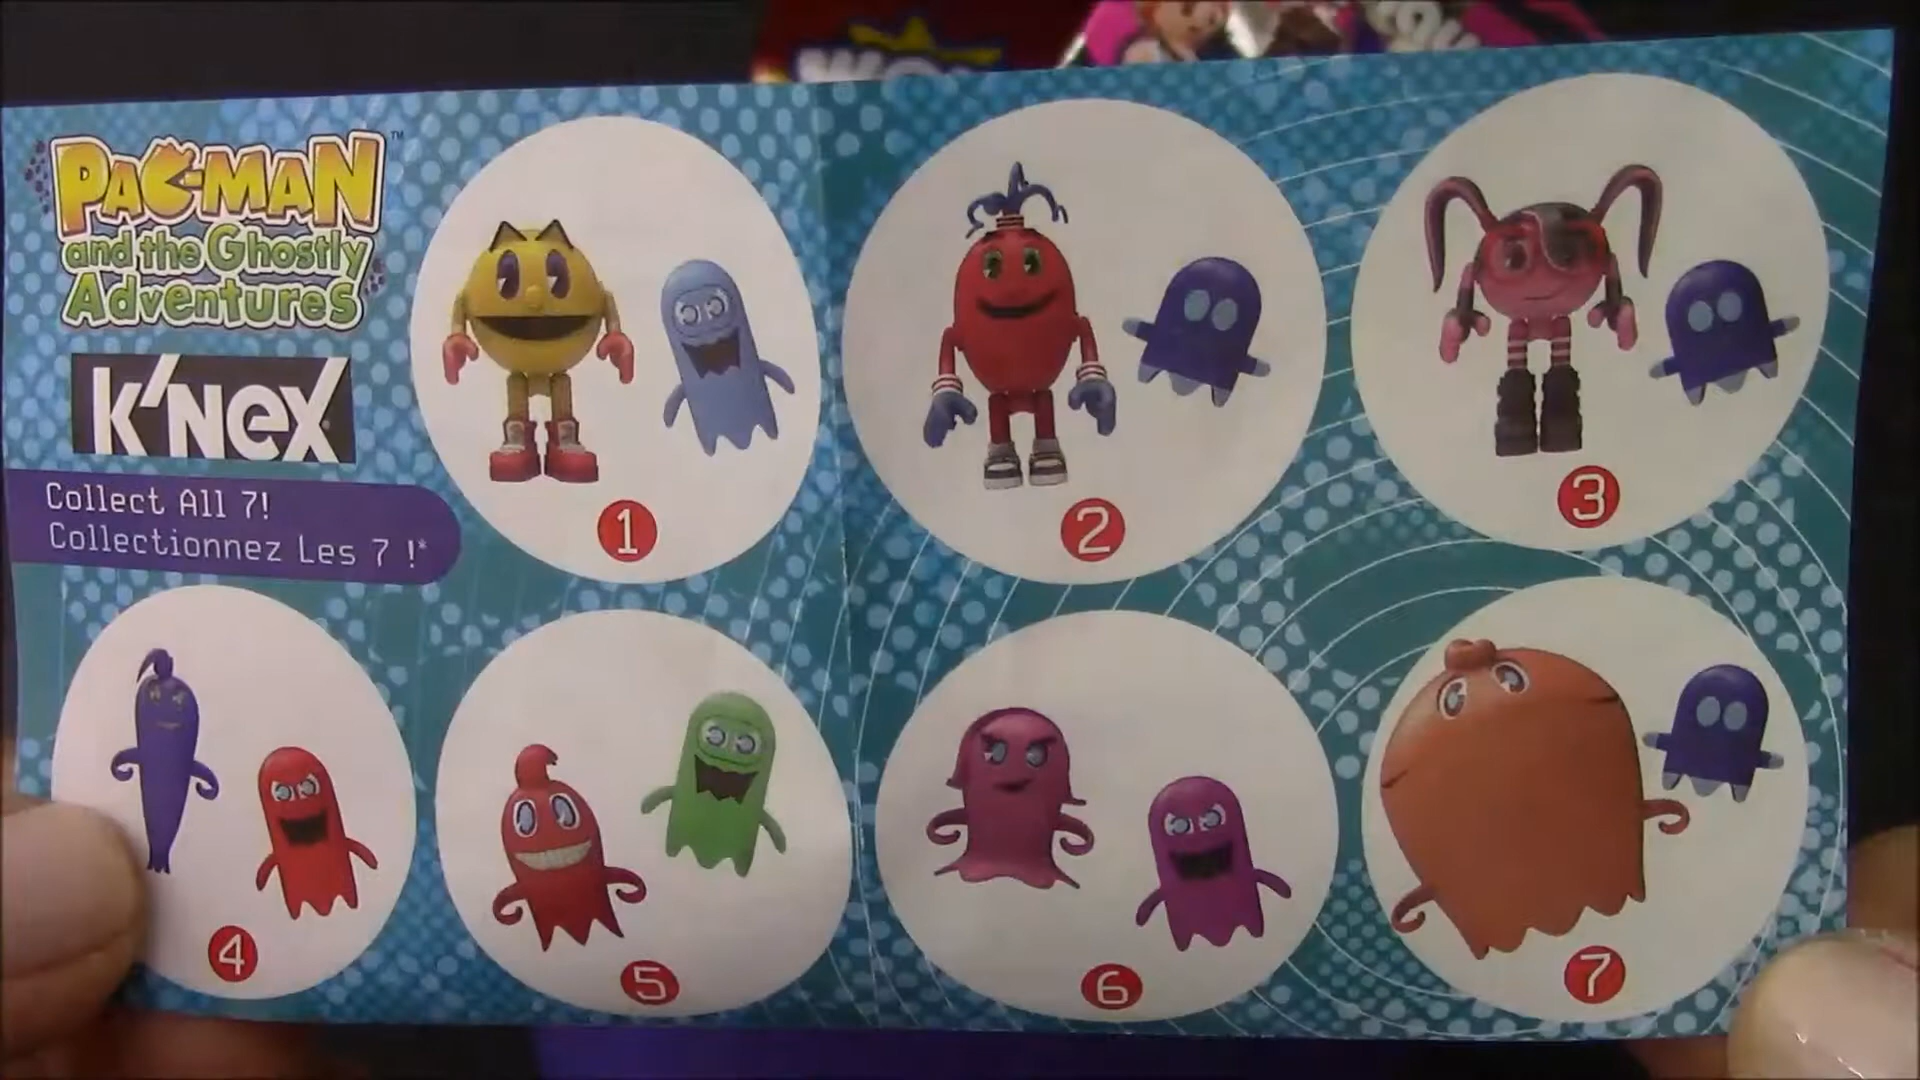 PAC-MAN™
and the Ghostly
Adventures
K'NEX
Collect All 7!
Collectionnez Les 7 !*
1
2
3
4
5
6
7